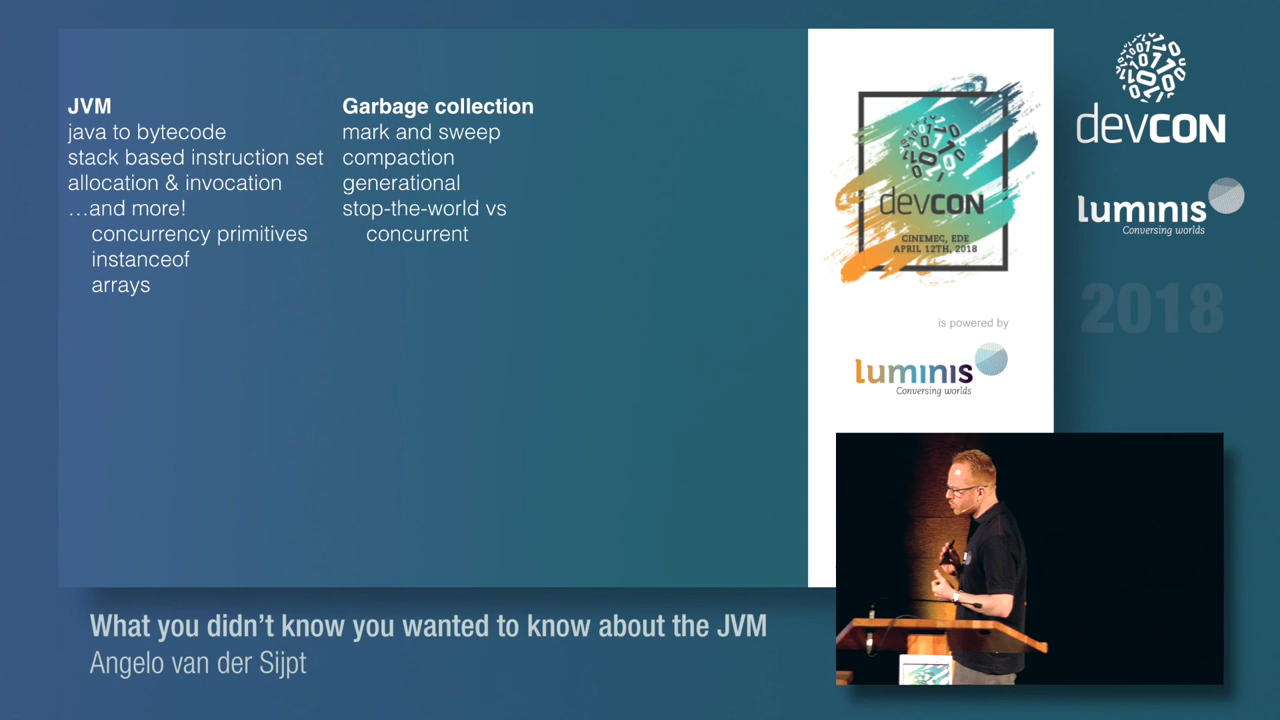 JVM
java to bytecode
stack based instruction set
allocation & invocation
…and more!
concurrency primitives
instanceof
arrays
Garbage collection
mark and sweep
compaction
generational
stop-the-world vs
concurrent
devCON
CINEMEC, EDE
APRIL 12TH, 2018
is powered by
luminis
Conversing worlds
devCON
luminis
Conversing worlds
2018
What you didn't know you wanted to know about the JVM
Angelo van der Sijpt